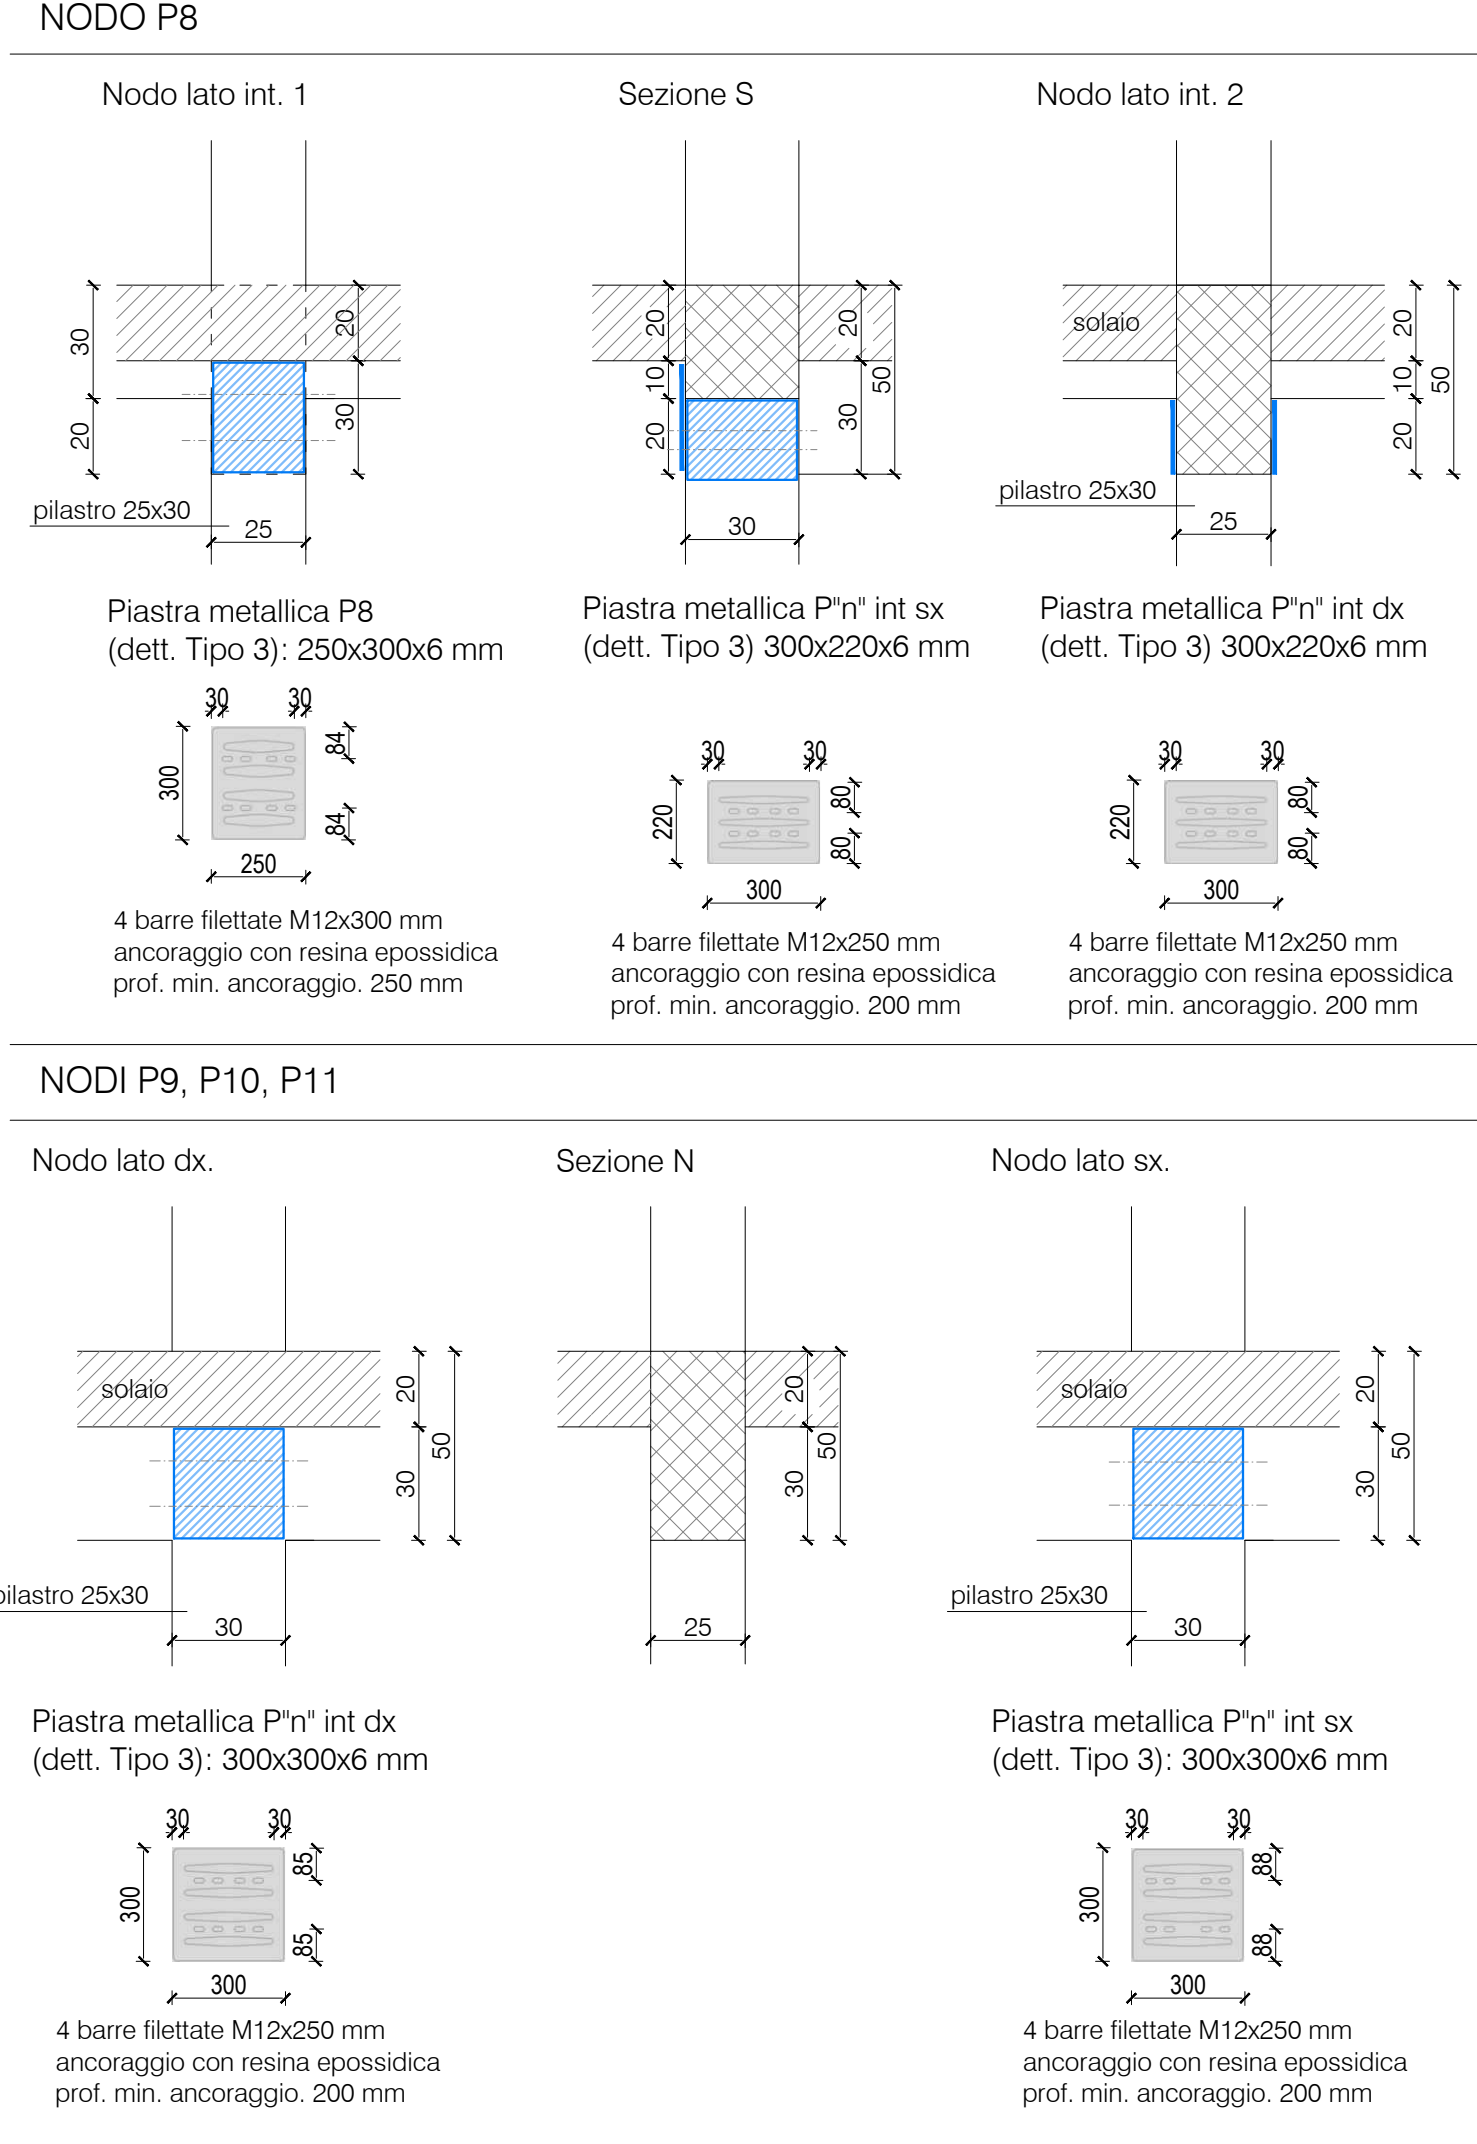 NODO P8
Nodo lato int. 1
Sezione S
Nodo lato int. 2
30
20
20
30
pilastro 25x30
25
20
10
20
20
30
50
30
solaio
20
10
20
50
pilastro 25x30
25
Piastra metallica P8
(dett. Tipo 3): 250x300x6 mm
Piastra metallica P"n" int sx
(dett. Tipo 3) 300x220x6 mm
Piastra metallica P"n" int dx
(dett. Tipo 3) 300x220x6 mm
30
30
300
84
84
250
30
30
220
80
80
300
30
30
220
80
80
300
4 barre filettate M12x300 mm
ancoraggio con resina epossidica
prof. min. ancoraggio. 250 mm
4 barre filettate M12x250 mm
ancoraggio con resina epossidica
prof. min. ancoraggio. 200 mm
4 barre filettate M12x250 mm
ancoraggio con resina epossidica
prof. min. ancoraggio. 200 mm
NODI P9, P10, P11
Nodo lato dx.
Sezione N
Nodo lato sx.
solaio
20
30
50
pilastro 25x30
30
20
30
50
25
solaio
20
30
50
pilastro 25x30
30
Piastra metallica P"n" int dx
(dett. Tipo 3): 300x300x6 mm
Piastra metallica P"n" int sx
(dett. Tipo 3): 300x300x6 mm
30
30
300
85
85
300
30
30
300
88
88
300
4 barre filettate M12x250 mm
ancoraggio con resina epossidica
prof. min. ancoraggio. 200 mm
4 barre filettate M12x250 mm
ancoraggio con resina epossidica
prof. min. ancoraggio. 200 mm